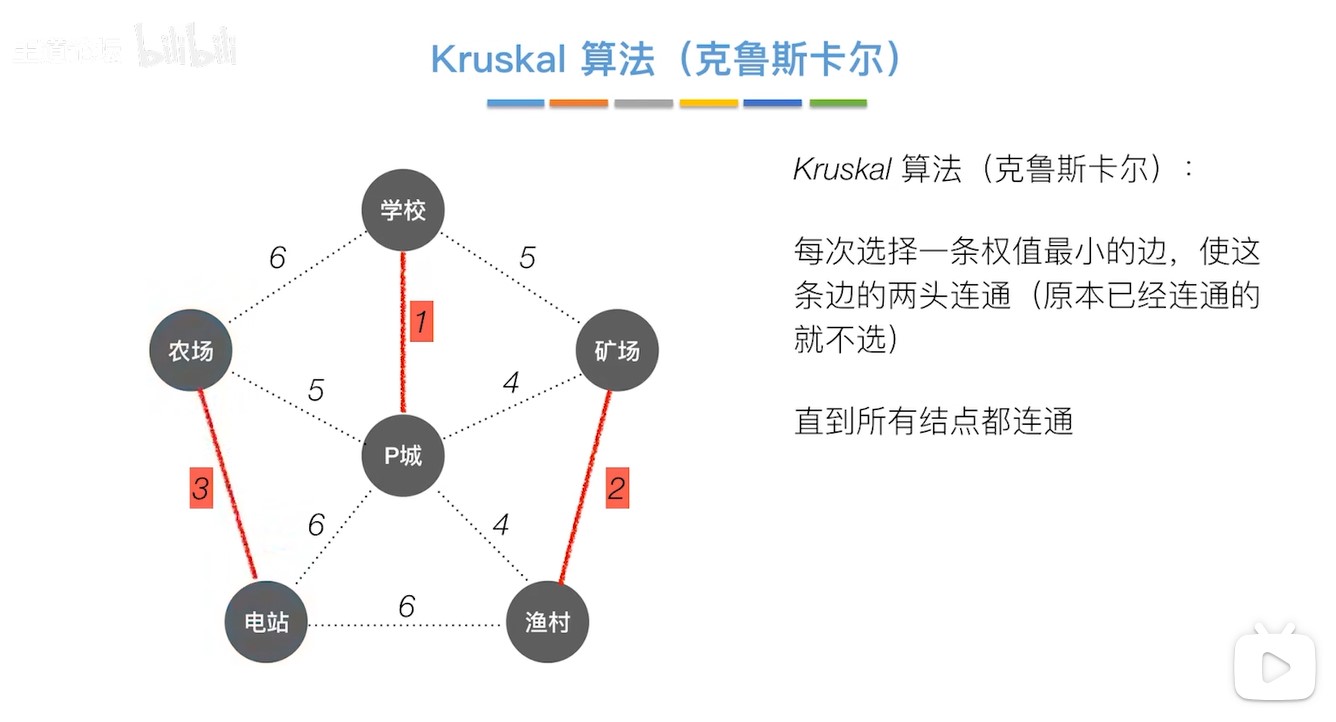 bilibili
Kruskal 算法（克鲁斯卡尔）
Kruskal 算法（克鲁斯卡尔）:
每次选择一条权值最小的边，使这
条边的两头连通（原本已经连通的
就不选）
直到所有结点都连通
学校
6
5
1
农场
矿场
5
4
P城
3
2
6
4
6
电站
渔村